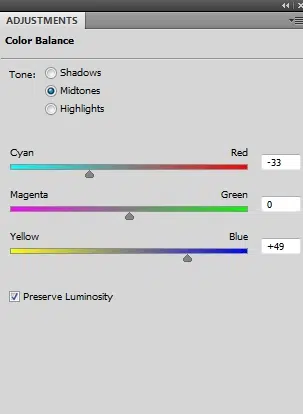 ADJUSTMENTS
Color Balance
Tone: Shadows
Midtones
Highlights
Cyan Red -33
Magenta Green 0
Yellow Blue +49
Preserve Luminosity